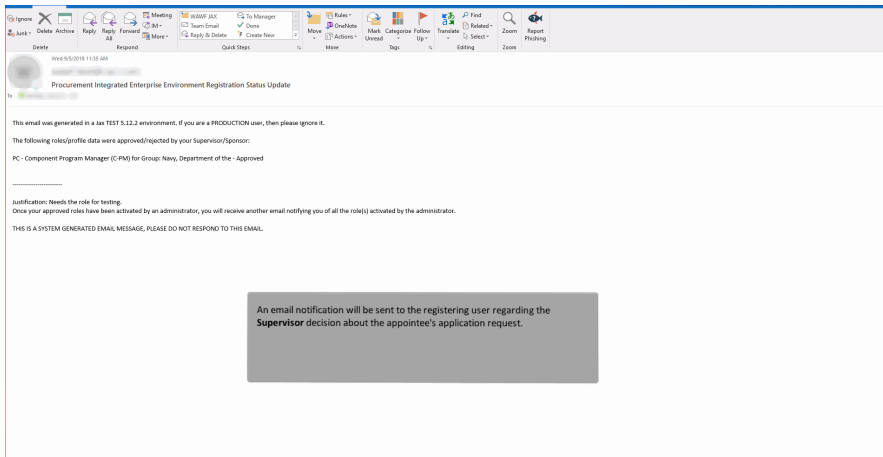 Ignore
Junk
Delete
Archive
Reply
Reply All
Forward
Meeting
IM
More
WAWF JAX
Team Email
Reply & Delete
To Manager
Done
Create New
Move
Rules
OneNote
Actions
Mark Unread
Categorize
Follow Up
Translate
Find
Related
Select
Zoom
Report Phishing
Delete
Respond
Quick Steps
Move
Tags
Editing
Zoom
Wed 9/5/2018 11:35 AM
Procurement Integrated Enterprise Environment Registration Status Update
To
This email was generated in a Jax TEST 5.12.2 environment. If you are a PRODUCTION user, then please ignore it.
The following roles/profile data were approved/rejected by your Supervisor/Sponsor:
PC - Component Program Manager (C-PM) for Group: Navy, Department of the - Approved
------------------------
Justification: Needs the role for testing.
Once your approved roles have been activated by an administrator, you will receive another email notifying you of all the role(s) activated by the administrator.
THIS IS A SYSTEM GENERATED EMAIL MESSAGE, PLEASE DO NOT RESPOND TO THIS EMAIL.
An email notification will be sent to the registering user regarding the
Supervisor decision about the appointee's application request.